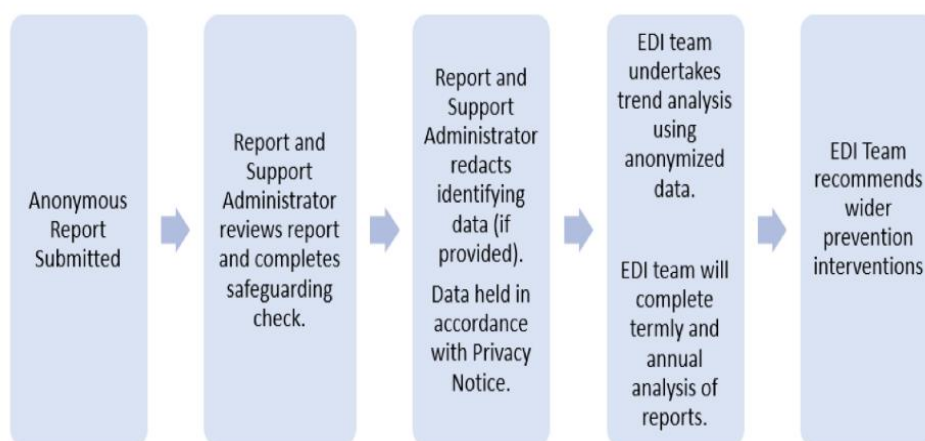 Anonymous
Report
Submitted
Report and
Support
Administrator
reviews report
and completes
safeguarding
check.
Report and
Support
Administrator
redacts
identifying
data (if
provided).
Data held in
accordance
with Privacy
Notice.
EDI team
undertakes
trend analysis
using
anonymized
data.
EDI team will
complete
termly and
annual
analysis of
reports.
EDI Team
recommends
wider
prevention
interventions